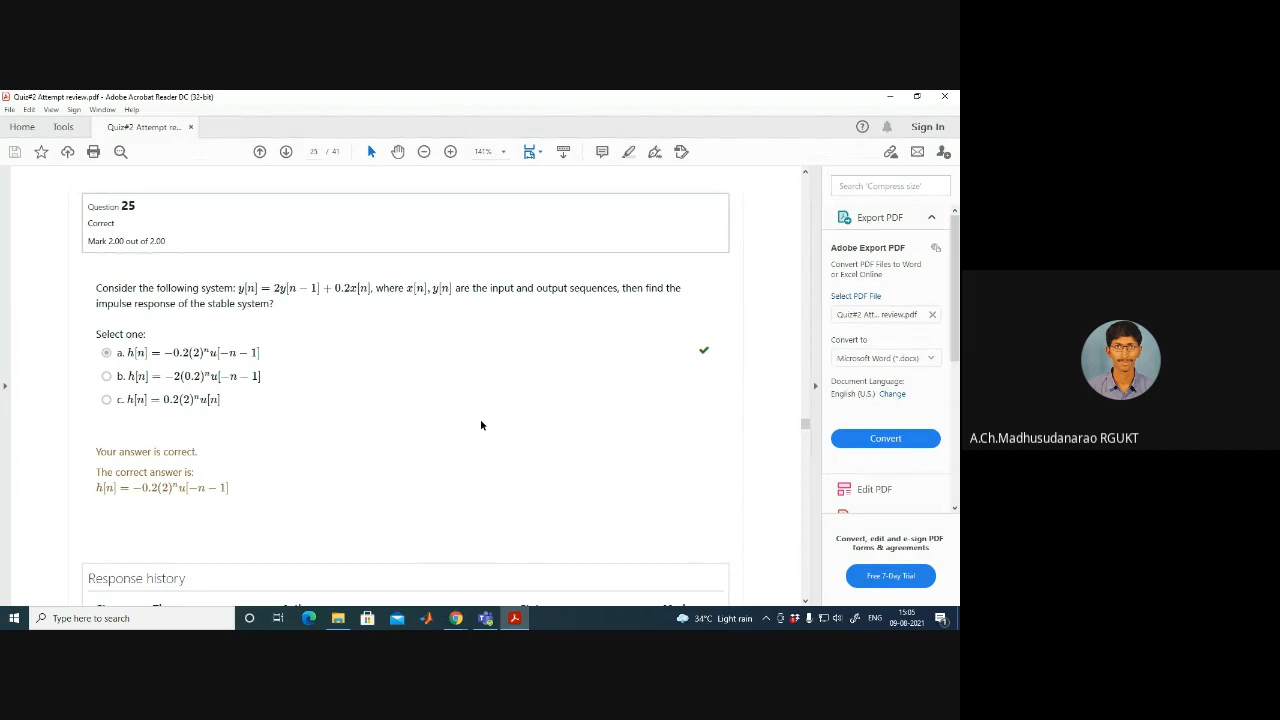 Quiz#2 Attempt review.pdf - Adobe Acrobat Reader DC (32-bit)
File Edit View Sign Window Help
Home Tools Quiz#2 Attempt re... × Sign In
25 / 41 141%
Question 25
Correct
Mark 2.00 out of 2.00
Consider the following system: y[n] = 2y[n − 1] + 0.2x[n], where x[n], y[n] are the input and output sequences, then find the
impulse response of the stable system?
Select one:
a. h[n] = −0.2(2)ⁿu[−n − 1]
b. h[n] = −2(0.2)ⁿu[−n − 1]
c. h[n] = 0.2(2)ⁿu[n]
Your answer is correct.
The correct answer is:
h[n] = −0.2(2)ⁿu[−n − 1]
Response history
Search 'Compress size'
Export PDF
Adobe Export PDF
Convert PDF Files to Word
or Excel Online
Select PDF File
Quiz#2 Att... review.pdf
Convert to
Microsoft Word (*.docx)
Document Language:
English (U.S.) Change
Convert
Edit PDF
Convert, edit and e-sign PDF
forms & agreements
Free 7-Day Trial
Type here to search
34°C Light rain
ENG
15:05
09-08-2021
A.Ch.Madhusudanarao RGUKT